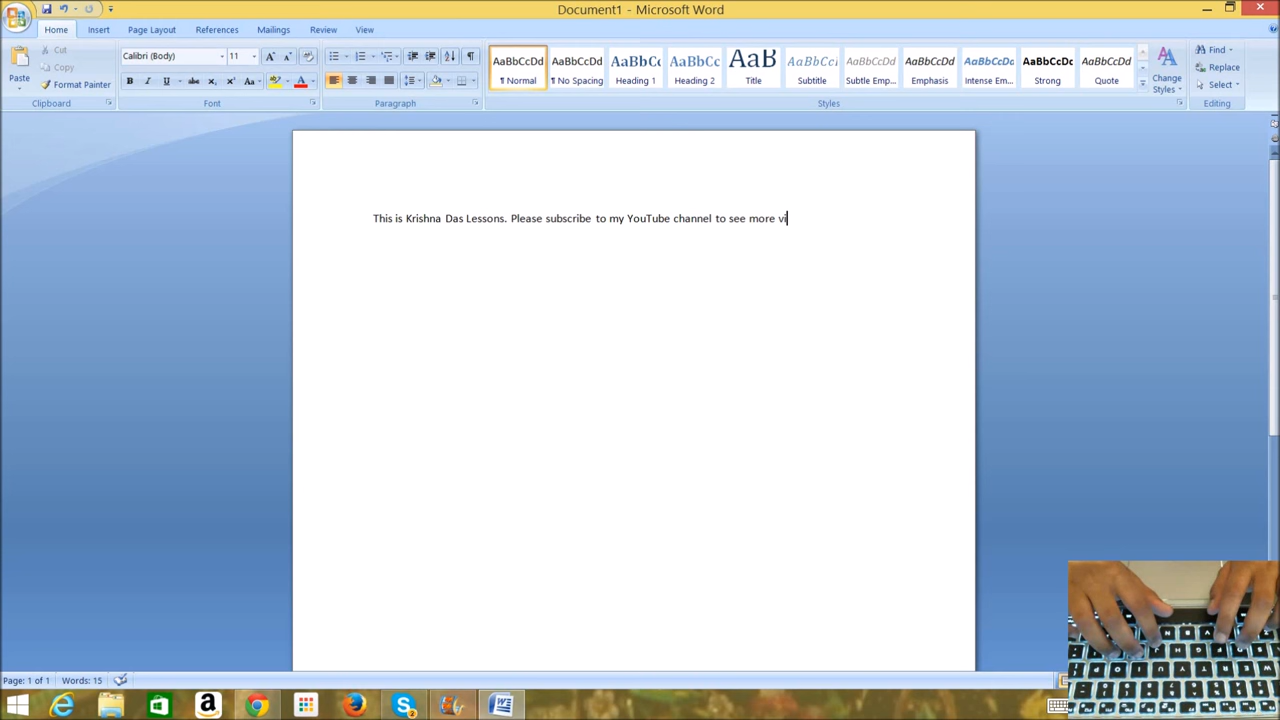 Document1 - Microsoft Word
Home Insert Page Layout References Mailings Review View
Paste
Cut
Copy
Format Painter
Clipboard
Calibri (Body) 11
Font
Paragraph
AaBbCcDd AaBbCcDd AaBbCc AaBbCc AaB AaBbCcI AaBbCcDd AaBbCcDd AaBbCcDd AaBbCcDc AaBbCcDd
¶ Normal ¶ No Spacing Heading 1 Heading 2 Title Subtitle Subtle Emp... Emphasis Intense Em... Strong Quote
Change Styles
Styles
Find
Replace
Select
Editing
This is Krishna Das Lessons. Please subscribe to my YouTube channel to see more vi
Page: 1 of 1 Words: 15